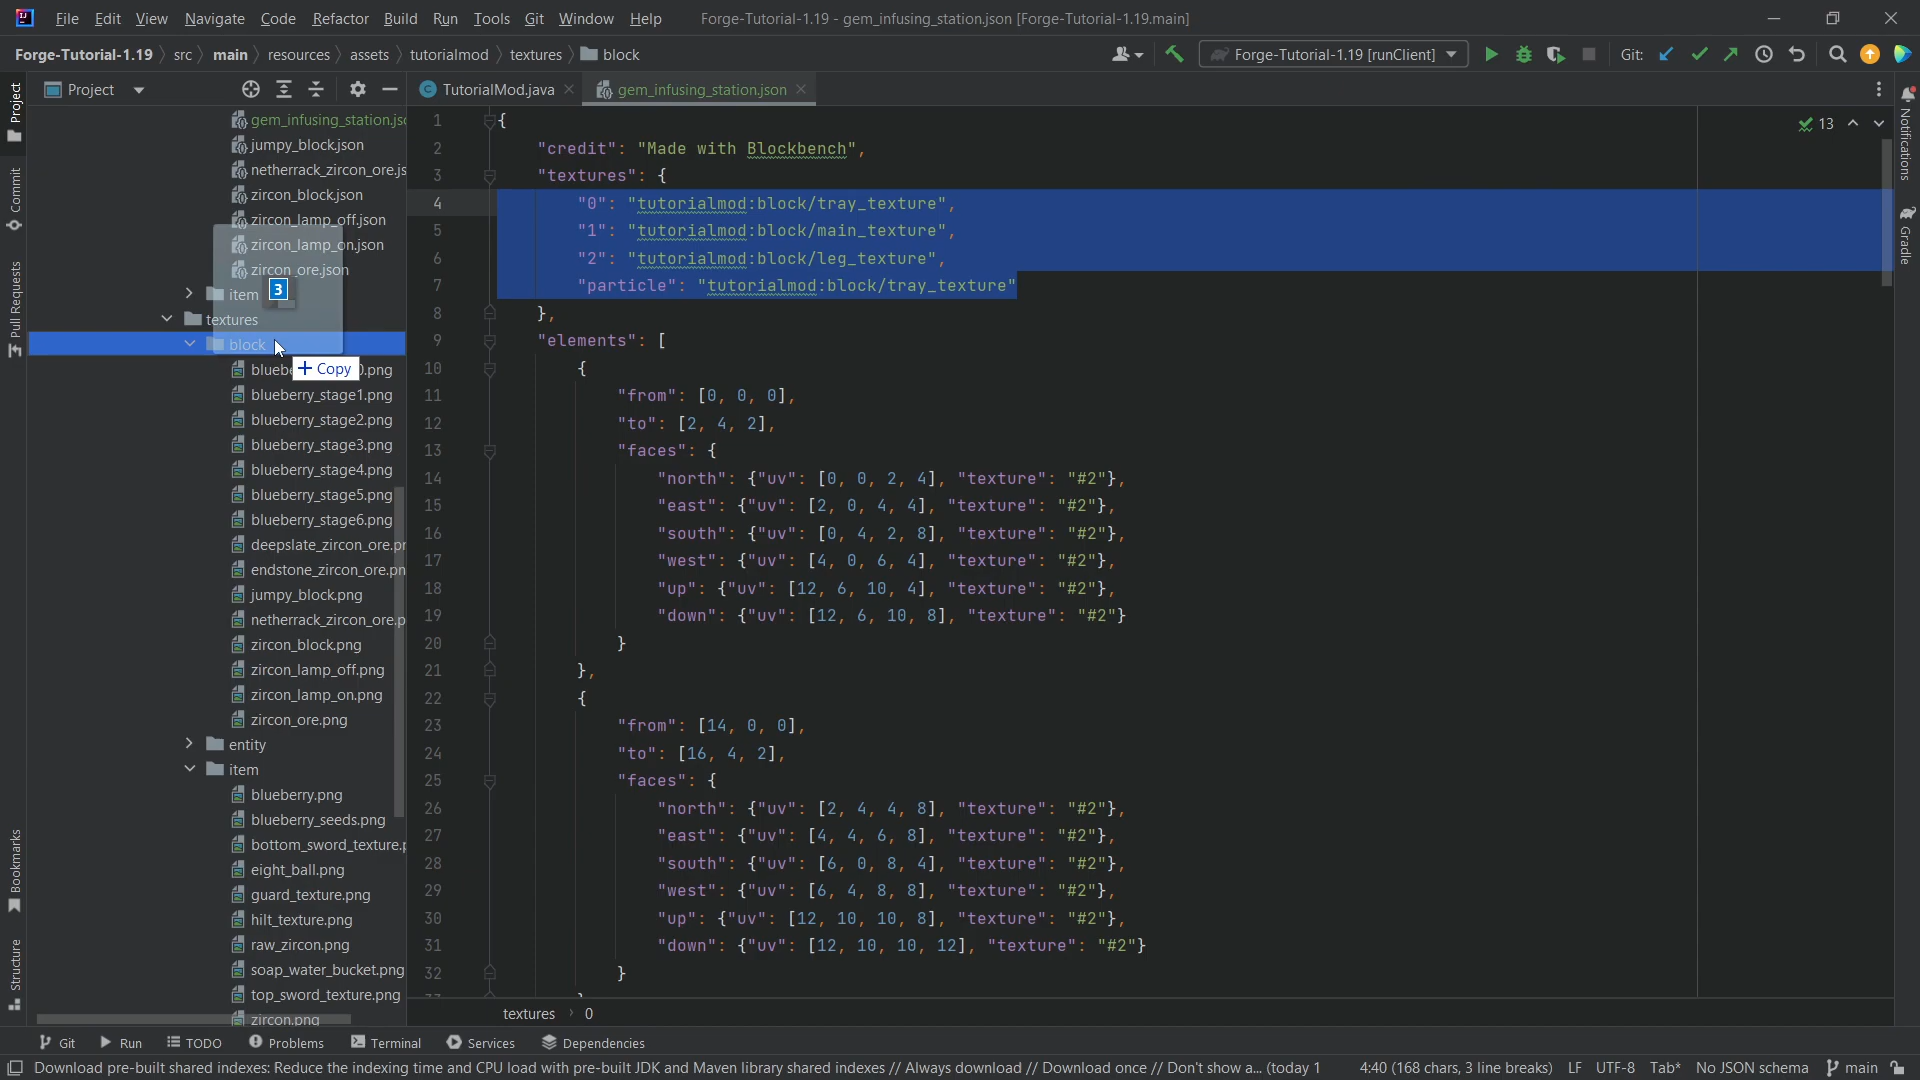 File Edit View Navigate Code Refactor Build Run Tools Git Window Help Forge-Tutorial-1.19 - gem_infusing_station.json [Forge-Tutorial-1.19.main]
Forge-Tutorial-1.19 src main resources assets tutorialmod textures block Forge-Tutorial-1.19 [runClient] Git:
Project TutorialMod.java gem_infusing_station.json
Project
Commit
Pull Requests
Bookmarks
Structure
Notifications
Gradle
gem_infusing_station.js
jumpy_block.json
netherrack_zircon_ore.js
zircon_block.json
zircon_lamp_off.json
zircon_lamp_on.json
zircon_ore.json
item 3
textures
block
Copy
.png
blueberry_stage1.png
blueberry_stage2.png
blueberry_stage3.png
blueberry_stage4.png
blueberry_stage5.png
blueberry_stage6.png
deepslate_zircon_ore.pr
endstone_zircon_ore.pn
jumpy_block.png
netherrack_zircon_ore.p
zircon_block.png
zircon_lamp_off.png
zircon_lamp_on.png
zircon_ore.png
entity
item
blueberry.png
blueberry_seeds.png
bottom_sword_texture.p
eight_ball.png
guard_texture.png
hilt_texture.png
raw_zircon.png
soap_water_bucket.png
top_sword_texture.png
zircon.png
13
1 {
2 "credit": "Made with Blockbench",
3 "textures": {
4 "0": "tutorialmod:block/tray_texture",
5 "1": "tutorialmod:block/main_texture",
6 "2": "tutorialmod:block/leg_texture",
7 "particle": "tutorialmod:block/tray_texture"
8 },
9 "elements": [
10 {
11 "from": [0, 0, 0],
12 "to": [2, 4, 2],
13 "faces": {
14 "north": {"uv": [0, 0, 2, 4], "texture": "#2"},
15 "east": {"uv": [2, 0, 4, 4], "texture": "#2"},
16 "south": {"uv": [0, 4, 2, 8], "texture": "#2"},
17 "west": {"uv": [4, 0, 6, 4], "texture": "#2"},
18 "up": {"uv": [12, 6, 10, 4], "texture": "#2"},
19 "down": {"uv": [12, 6, 10, 8], "texture": "#2"}
20 }
21 },
22 {
23 "from": [14, 0, 0],
24 "to": [16, 4, 2],
25 "faces": {
26 "north": {"uv": [2, 4, 4, 8], "texture": "#2"},
27 "east": {"uv": [4, 4, 6, 8], "texture": "#2"},
28 "south": {"uv": [6, 0, 8, 4], "texture": "#2"},
29 "west": {"uv": [6, 4, 8, 8], "texture": "#2"},
30 "up": {"uv": [12, 10, 10, 8], "texture": "#2"},
31 "down": {"uv": [12, 10, 10, 12], "texture": "#2"}
32 }
textures 0
Git Run TODO Problems Terminal Services Dependencies
Download pre-built shared indexes: Reduce the indexing time and CPU load with pre-built JDK and Maven library shared indexes // Always download // Download once // Don't show a... (today 1 4:40 (168 chars, 3 line breaks) LF UTF-8 Tab* No JSON schema main